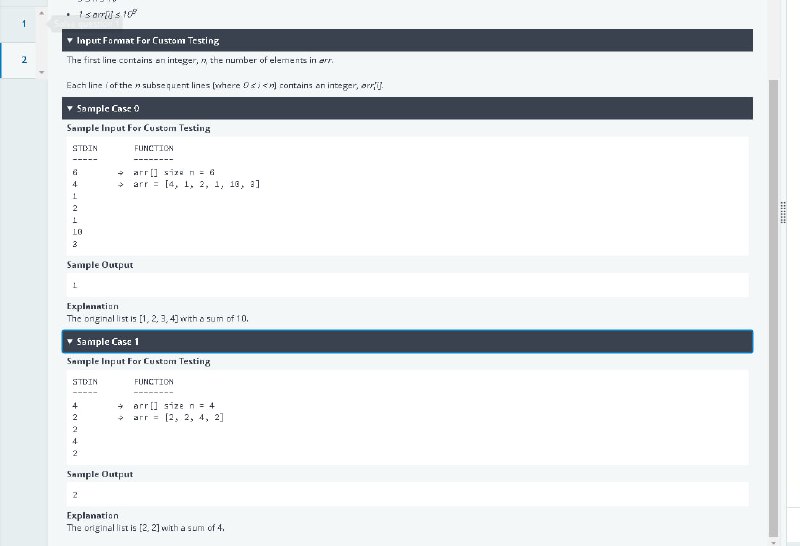 1 ≤ arr[i] ≤ 10⁹
1
2
▼ Input Format For Custom Testing
The first line contains an integer, n, the number of elements in arr.
Each line i of the n subsequent lines (where 0 ≤ i < n) contains an integer, arr[i].
▼ Sample Case 0
Sample Input For Custom Testing
STDIN FUNCTION
----- --------
6 → arr[] size n = 6
4 → arr = [4, 1, 2, 1, 10, 3]
1
2
1
10
3
Sample Output
1
Explanation
The original list is [1, 2, 3, 4] with a sum of 10.
▼ Sample Case 1
Sample Input For Custom Testing
STDIN FUNCTION
----- --------
4 → arr[] size n = 4
2 → arr = [2, 2, 4, 2]
2
4
2
Sample Output
2
Explanation
The original list is [2, 2] with a sum of 4.